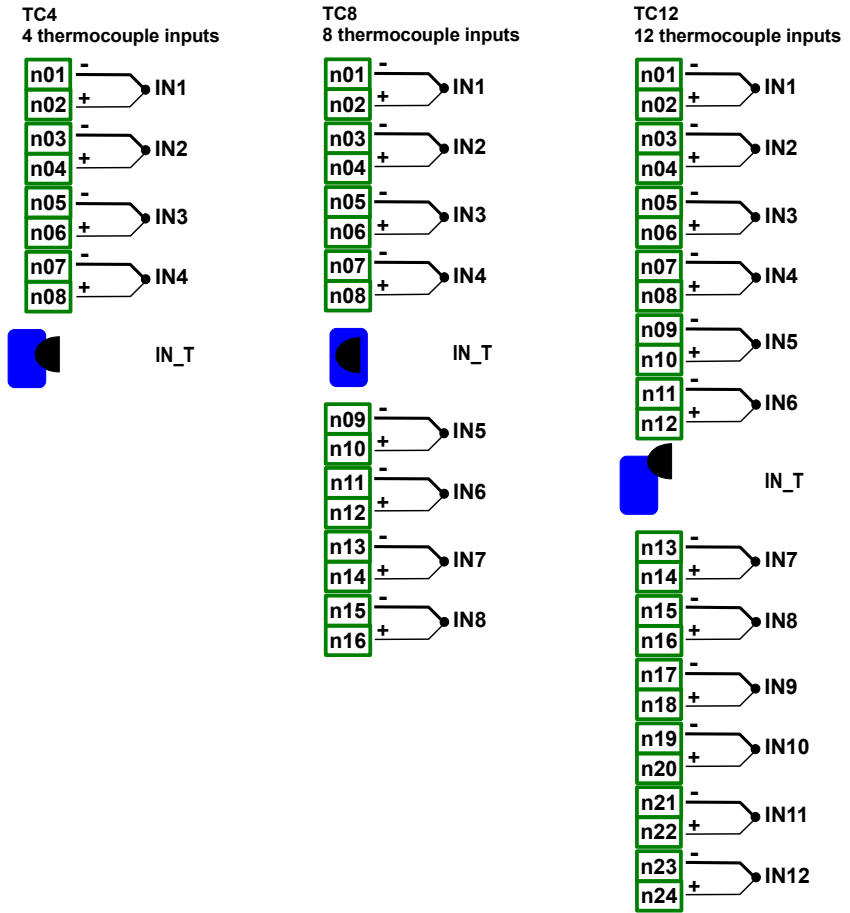 TC4
4 thermocouple inputs
n01 -
n02 +
IN1
n03 -
n04 +
IN2
n05 -
n06 +
IN3
n07 -
n08 +
IN4
IN_T
TC8
8 thermocouple inputs
n01 -
n02 +
IN1
n03 -
n04 +
IN2
n05 -
n06 +
IN3
n07 -
n08 +
IN4
IN_T
n09 -
n10 +
IN5
n11 -
n12 +
IN6
n13 -
n14 +
IN7
n15 -
n16 +
IN8
TC12
12 thermocouple inputs
n01 -
n02 +
IN1
n03 -
n04 +
IN2
n05 -
n06 +
IN3
n07 -
n08 +
IN4
n09 -
n10 +
IN5
n11 -
n12 +
IN6
IN_T
n13 -
n14 +
IN7
n15 -
n16 +
IN8
n17 -
n18 +
IN9
n19 -
n20 +
IN10
n21 -
n22 +
IN11
n23 -
n24 +
IN12